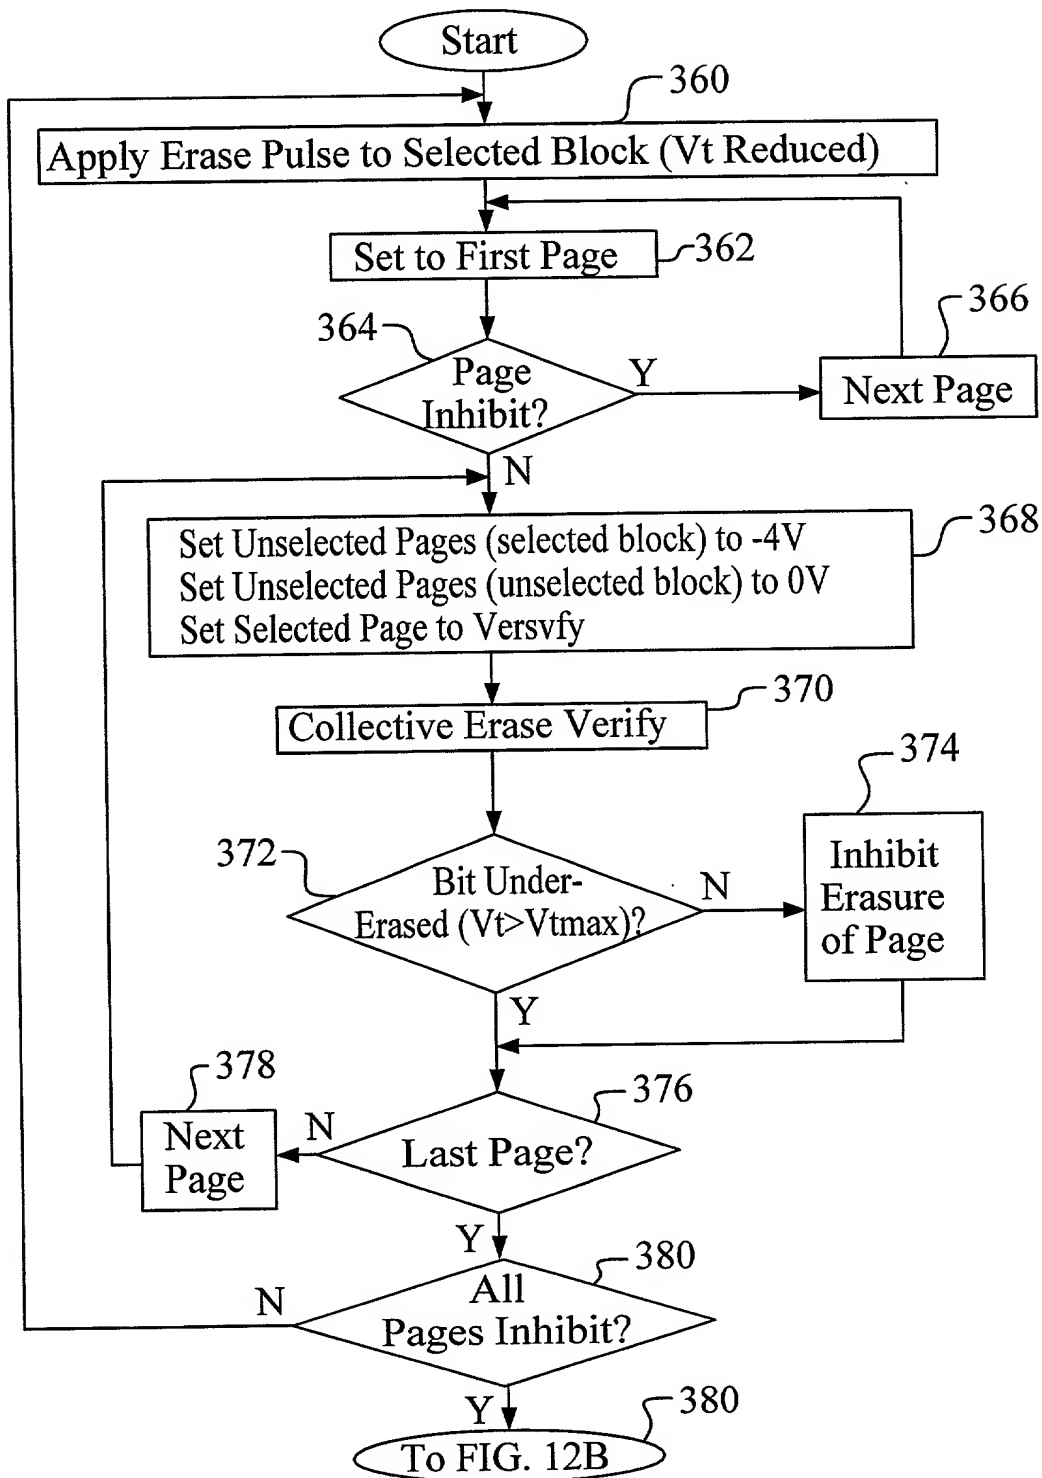 Start
360
Apply Erase Pulse to Selected Block (Vt Reduced)
Set to First Page
362
366
364
Page
Inhibit?
Y
Next Page
N
368
Set Unselected Pages (selected block) to -4V
Set Unselected Pages (unselected block) to 0V
Set Selected Page to Versvfy
370
Collective Erase Verify
374
372
Bit Under-
Erased (Vt>Vtmax)?
N
Inhibit
Erasure
of Page
Y
378
376
Next
Page
N
Last Page?
Y
380
N
All
Pages Inhibit?
Y
380
To FIG. 12B